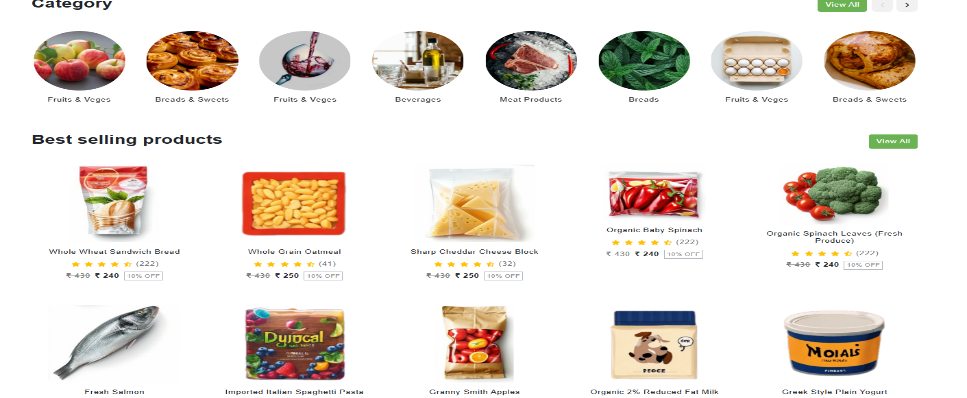 Category
View All
Fruits & Veges
Breads & Sweets
Fruits & Veges
Beverages
Meat Products
Breads
Fruits & Veges
Breads & Sweets
Best selling products
View All
Whole Wheat Sandwich Bread
(222)
₹ 430 ₹ 240 10% OFF
Whole Grain Oatmeal
(41)
₹ 430 ₹ 250 10% OFF
Sharp Cheddar Cheese Block
(32)
₹ 430 ₹ 250 10% OFF
Organic Baby Spinach
(222)
₹ 430 ₹ 240 10% OFF
Organic Spinach Leaves (Fresh
Produce)
(222)
₹ 430 ₹ 240 10% OFF
Fresh Salmon
Imported Italian Spaghetti Pasta
Granny Smith Apples
Organic 2% Reduced Fat Milk
Greek Style Plain Yogurt